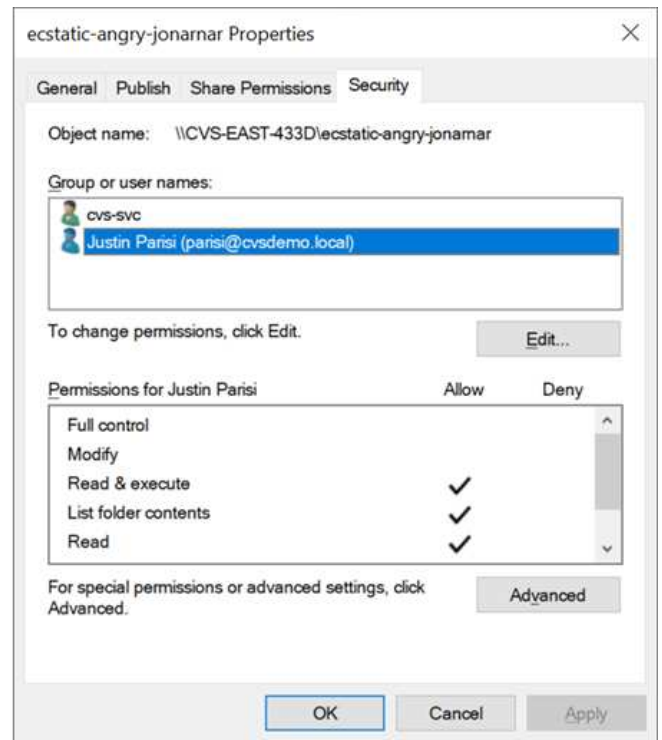 ecstatic-angry-jonarnar Properties
General Publish Share Permissions Security
Object name: \\CVS-EAST-433D\ecstatic-angry-jonarnar
Group or user names:
cvs-svc
Justin Parisi (parisi@cvsdemo.local)
To change permissions, click Edit.
Edit...
Permissions for Justin Parisi Allow Deny
Full control
Modify
Read & execute
List folder contents
Read
For special permissions or advanced settings, click
Advanced.
Advanced
OK Cancel Apply